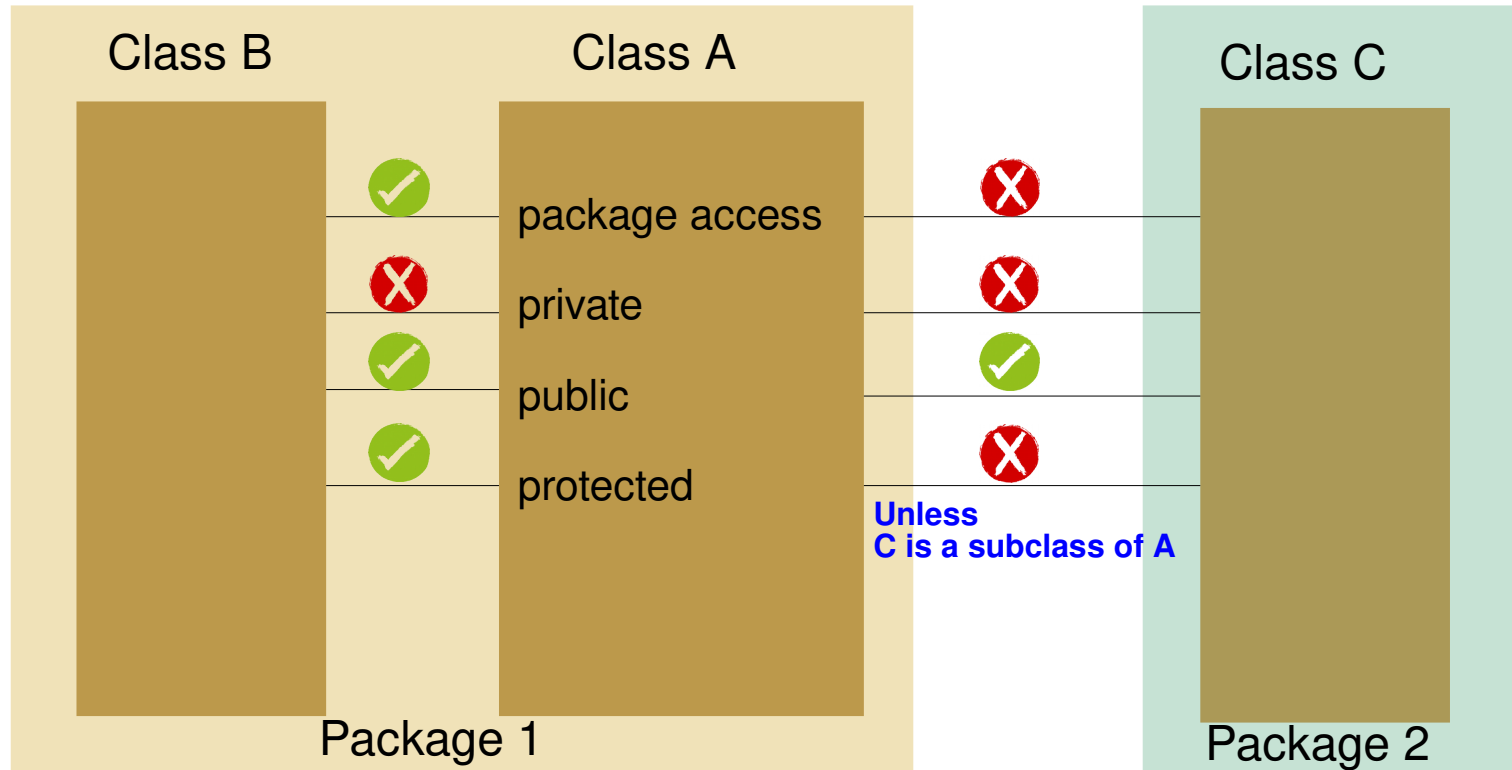 Class B
Class A
Class C
package access
private
public
protected
Unless
C is a subclass of A
Package 1
Package 2